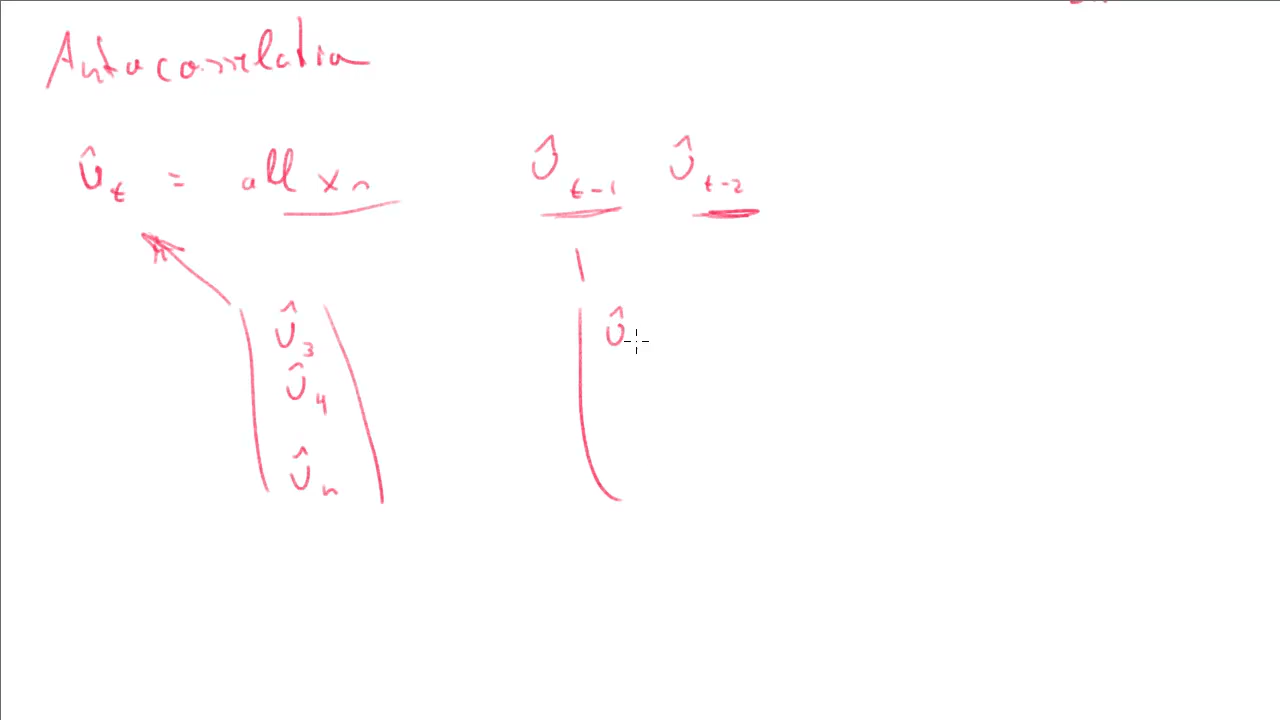 Autocorrelation
Û_t = all x_n Û_t-1 Û_t-2
Û_3 Û
Û_4
Û_n